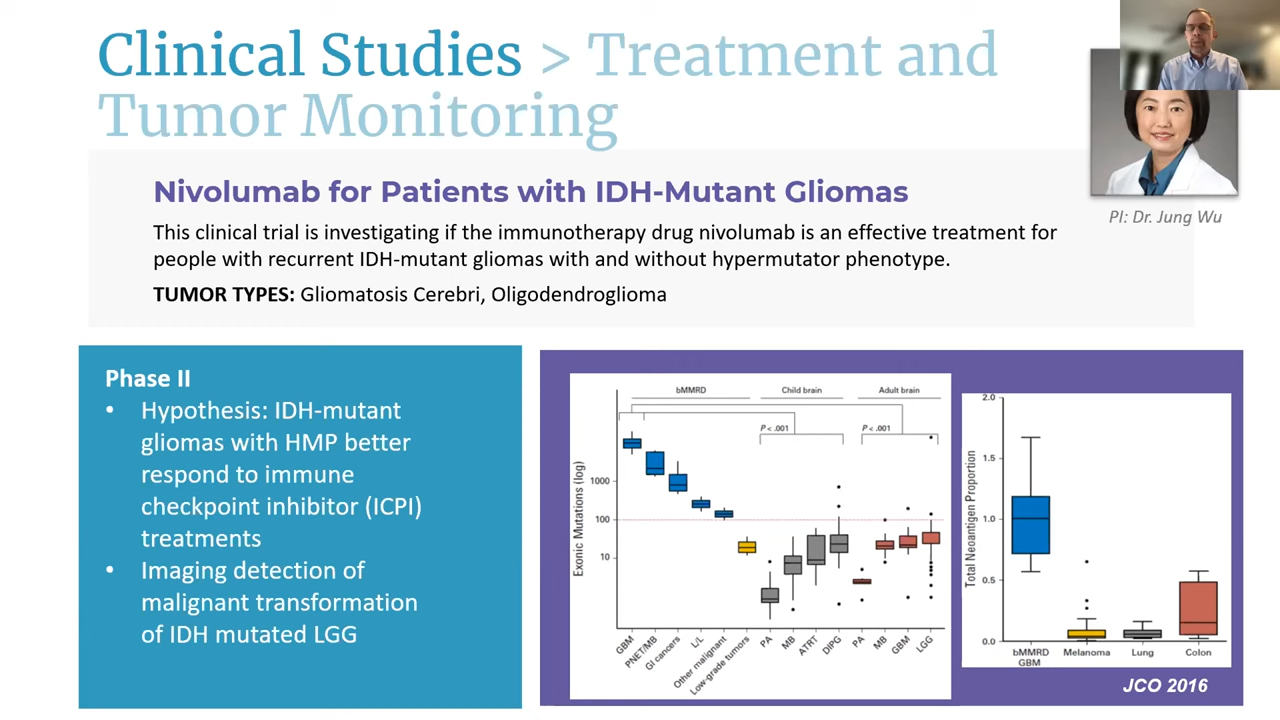 Clinical Studies > Treatment and
Tumor Monitoring
Nivolumab for Patients with IDH-Mutant Gliomas
This clinical trial is investigating if the immunotherapy drug nivolumab is an effective treatment for
people with recurrent IDH-mutant gliomas with and without hypermutator phenotype.
TUMOR TYPES: Gliomatosis Cerebri, Oligodendroglioma
PI: Dr. Jung Wu
Phase II
• Hypothesis: IDH-mutant
gliomas with HMP better
respond to immune
checkpoint inhibitor (ICPI)
treatments
• Imaging detection of
malignant transformation
of IDH mutated LGG
bMMRD
Child brain
Adult brain
P < .001
P < .001
Exonic Mutations (log)
1000
100
10
GBM
PNET/MB
GI cancers
L/L
Other malignant
Low-grade tumors
PA
MB
ATRT
DIPG
PA
MB
GBM
LGG
Total Neoantigen Proportion
2.0
1.5
1.0
0.5
0.0
bMMRD
GBM
Melanoma
Lung
Colon
JCO 2016